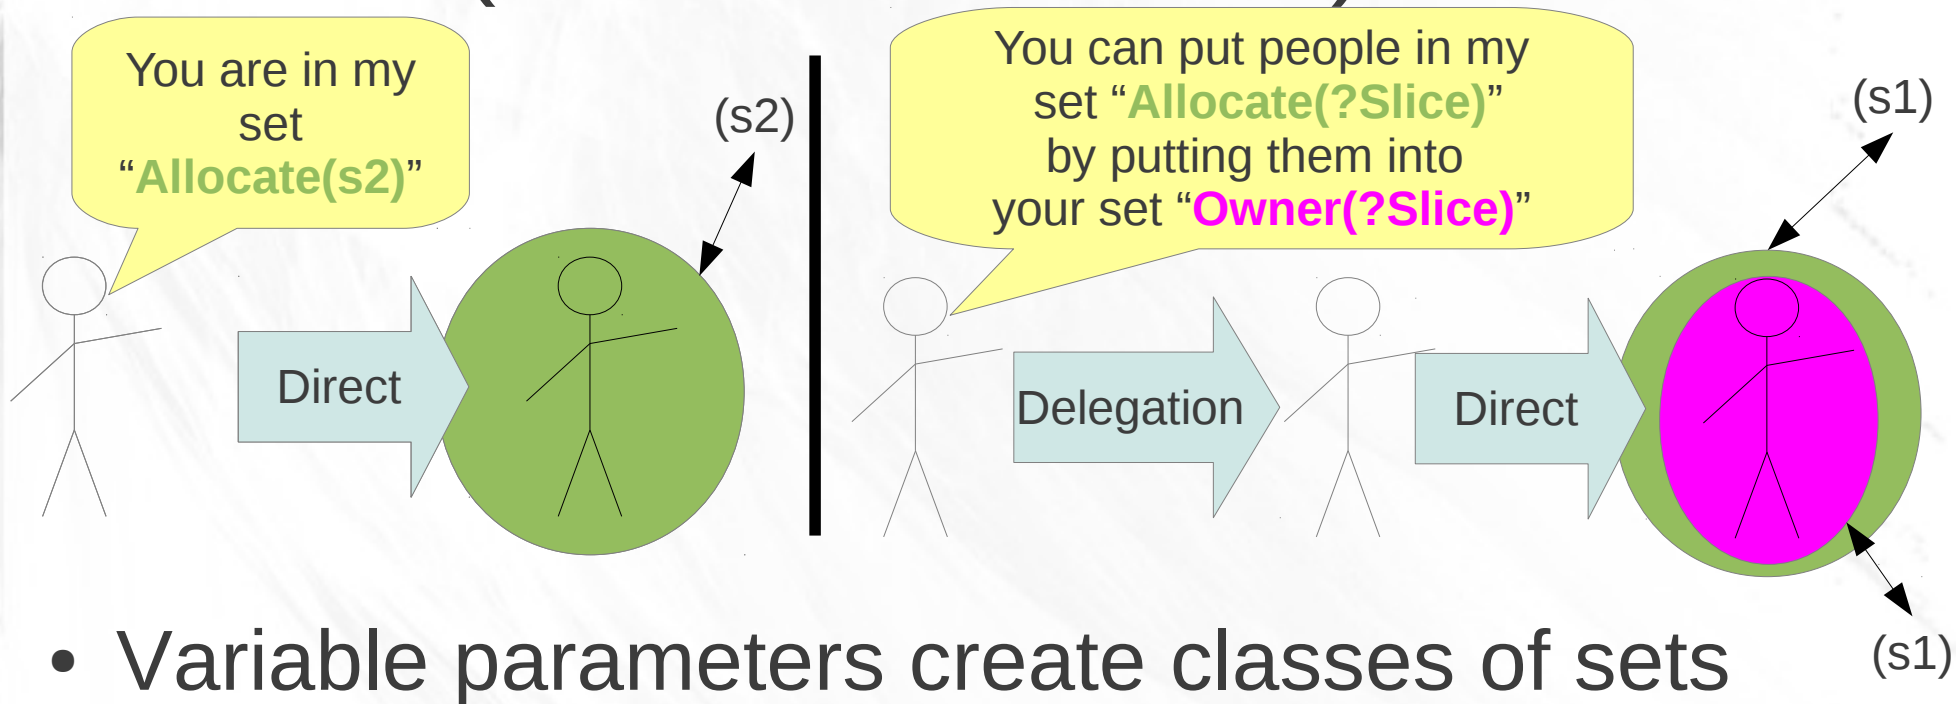 You are in my
set
“Allocate(s2)”
(s2)
Direct
You can put people in my
set “Allocate(?Slice)”
by putting them into
your set “Owner(?Slice)”
(s1)
Delegation
Direct
(s1)
• Variable parameters create classes of sets